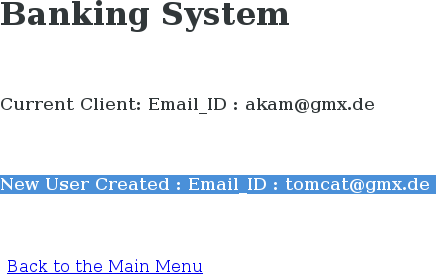 Banking System
Current Client: Email_ID : akam@gmx.de
New User Created : Email_ID : tomcat@gmx.de
Back to the Main Menu